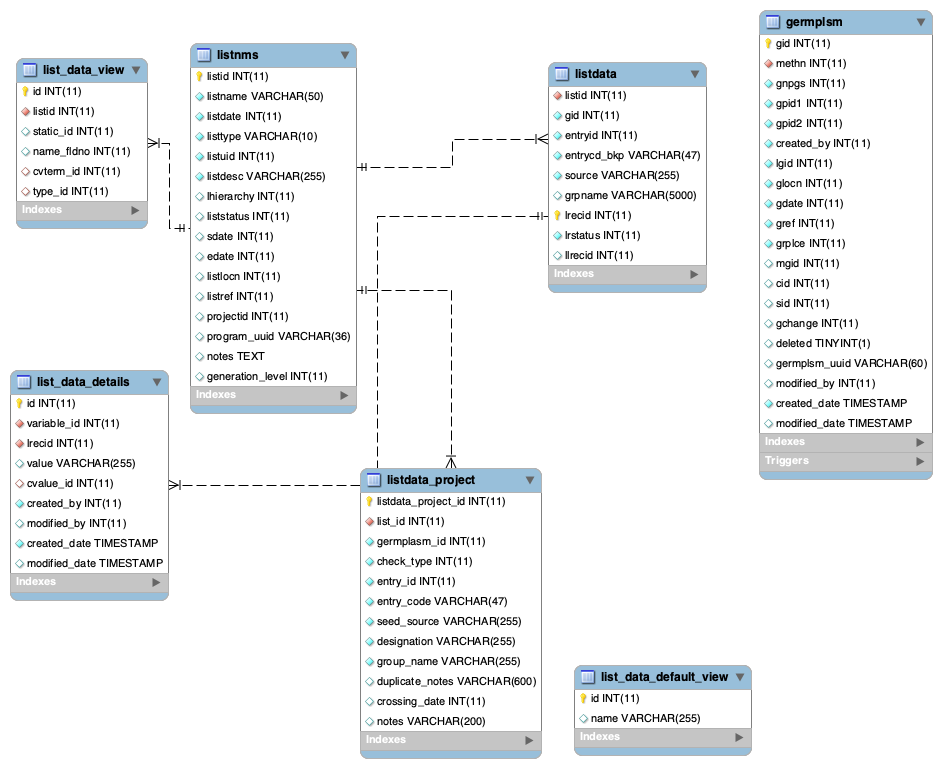 list_data_view
id INT(11)
listid INT(11)
static_id INT(11)
name_fldno INT(11)
cvterm_id INT(11)
type_id INT(11)
Indexes
listnms
listid INT(11)
listname VARCHAR(50)
listdate INT(11)
listtype VARCHAR(10)
listuid INT(11)
listdesc VARCHAR(255)
lhierarchy INT(11)
liststatus INT(11)
sdate INT(11)
edate INT(11)
listlocn INT(11)
listref INT(11)
projectid INT(11)
program_uuid VARCHAR(36)
notes TEXT
generation_level INT(11)
Indexes
listdata
listid INT(11)
gid INT(11)
entryid INT(11)
entrycd_bkp VARCHAR(47)
source VARCHAR(255)
grpname VARCHAR(5000)
lrecid INT(11)
lrstatus INT(11)
llrecid INT(11)
Indexes
germplsm
gid INT(11)
methn INT(11)
gnpgs INT(11)
gpid1 INT(11)
gpid2 INT(11)
created_by INT(11)
lgid INT(11)
glocn INT(11)
gdate INT(11)
gref INT(11)
grplce INT(11)
mgid INT(11)
cid INT(11)
sid INT(11)
gchange INT(11)
deleted TINYINT(1)
germplsm_uuid VARCHAR(60)
modified_by INT(11)
created_date TIMESTAMP
modified_date TIMESTAMP
Indexes
Triggers
list_data_details
id INT(11)
variable_id INT(11)
lrecid INT(11)
value VARCHAR(255)
cvalue_id INT(11)
created_by INT(11)
modified_by INT(11)
created_date TIMESTAMP
modified_date TIMESTAMP
Indexes
listdata_project
listdata_project_id INT(11)
list_id INT(11)
germplasm_id INT(11)
check_type INT(11)
entry_id INT(11)
entry_code VARCHAR(47)
seed_source VARCHAR(255)
designation VARCHAR(255)
group_name VARCHAR(255)
duplicate_notes VARCHAR(600)
crossing_date INT(11)
notes VARCHAR(200)
Indexes
list_data_default_view
id INT(11)
name VARCHAR(255)
Indexes